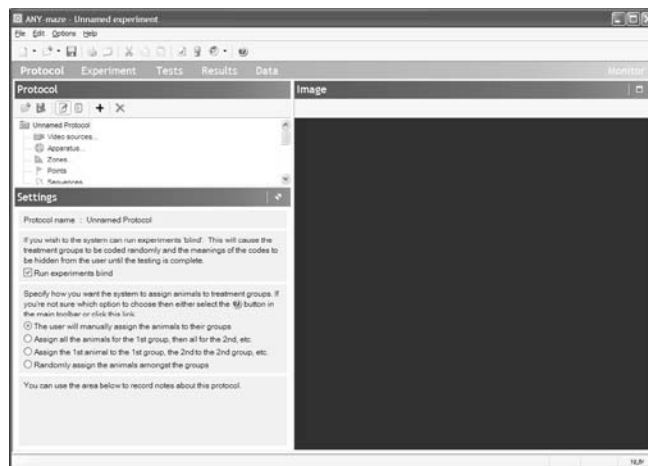 ANY-maze - Unnamed experiment
File Edit Options Help
Protocol Experiment Tests Results Data Monitor
Protocol
Image
Unnamed Protocol
Video sources...
Apparatus...
Zones...
Points
Sequences
Settings
Protocol name : Unnamed Protocol
If you wish to the system can run experiments 'blind'. This will cause the
treatment groups to be coded randomly and the meanings of the codes to
be hidden from the user until the testing is complete.
Run experiments blind
Specify how you want the system to assign animals to treatment groups. If
you're not sure which option to choose then either select the button in
the main toolbar or click this link.
The user will manually assign the animals to their groups
Assign all the animals for the 1st group, then all for the 2nd, etc.
Assign the 1st animal to the 1st group, the 2nd to the 2nd group, etc.
Randomly assign the animals amongst the groups
You can use the area below to record notes about this protocol.
NUM